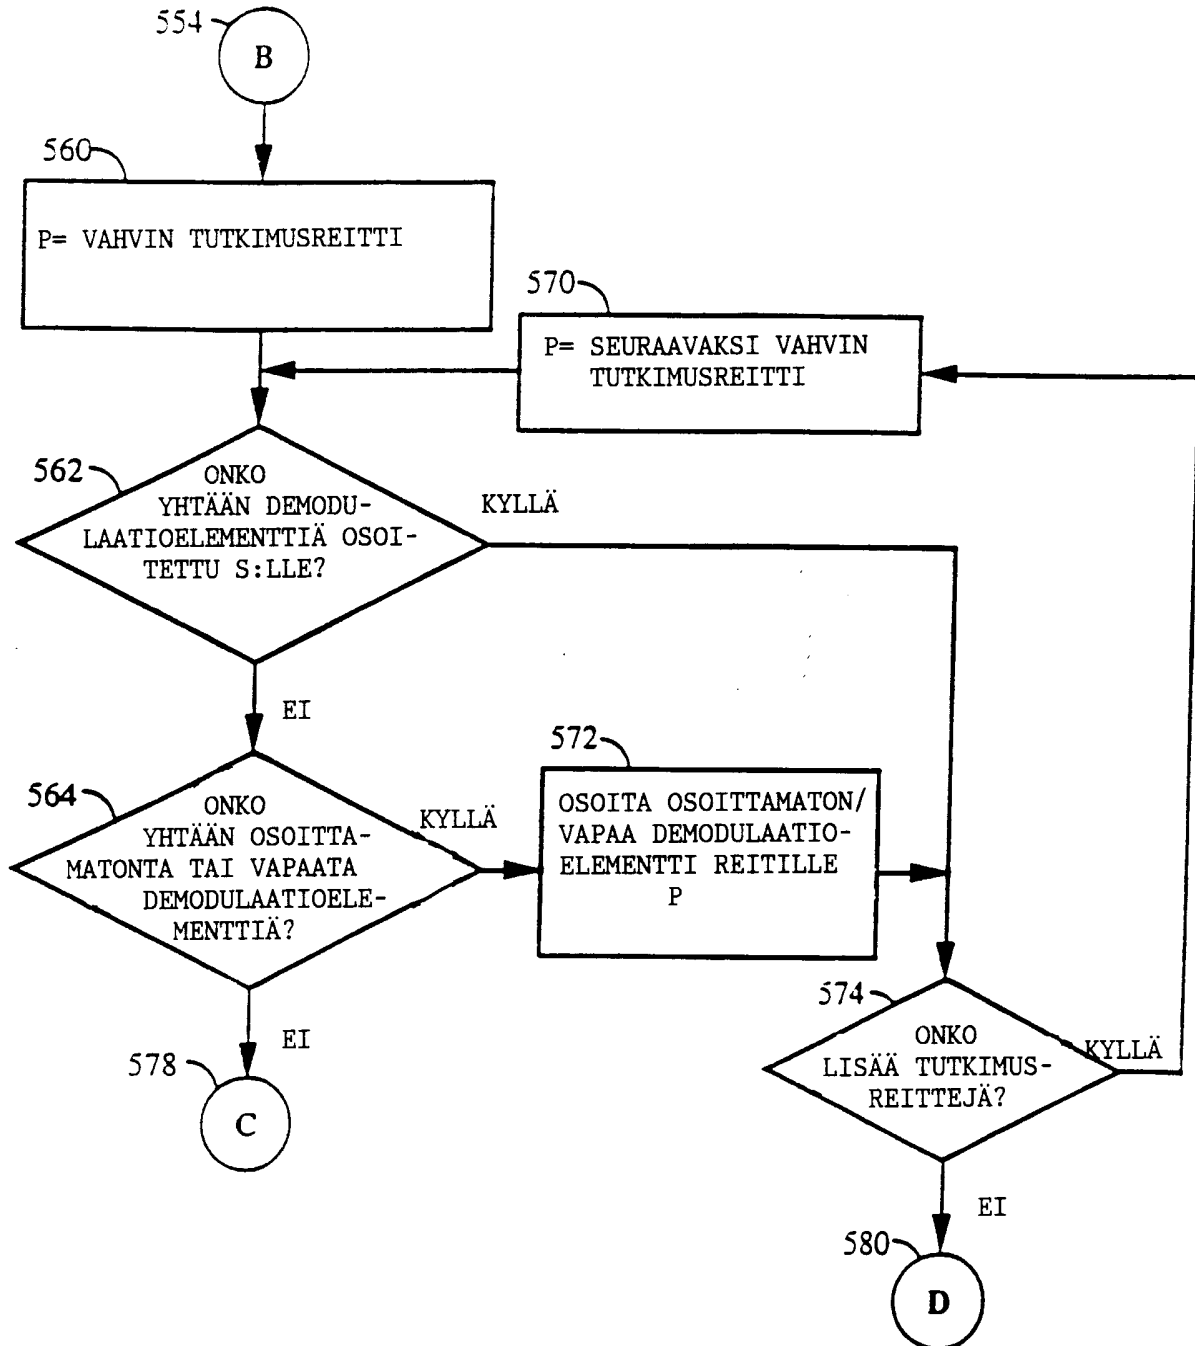 554
B
560
P= VAHVIN TUTKIMUSREITTI
570
P= SEURAAVAKSI VAHVIN
TUTKIMUSREITTI
562
ONKO
YHTÄÄN DEMODU-
LAATIOELEMENTTIÄ OSOI-
TETTU S:LLE?
KYLLÄ
EI
564
ONKO
YHTÄÄN OSOITTA-
MATONTA TAI VAPAATA
DEMODULAATIOELE-
MENTTIÄ?
KYLLÄ
572
OSOITA OSOITTAMATON/
VAPAA DEMODULAATIO-
ELEMENTTI REITILLE
P
EI
578
C
574
ONKO
LISÄÄ TUTKIMUS-
REITTEJÄ?
KYLLÄ
EI
580
D